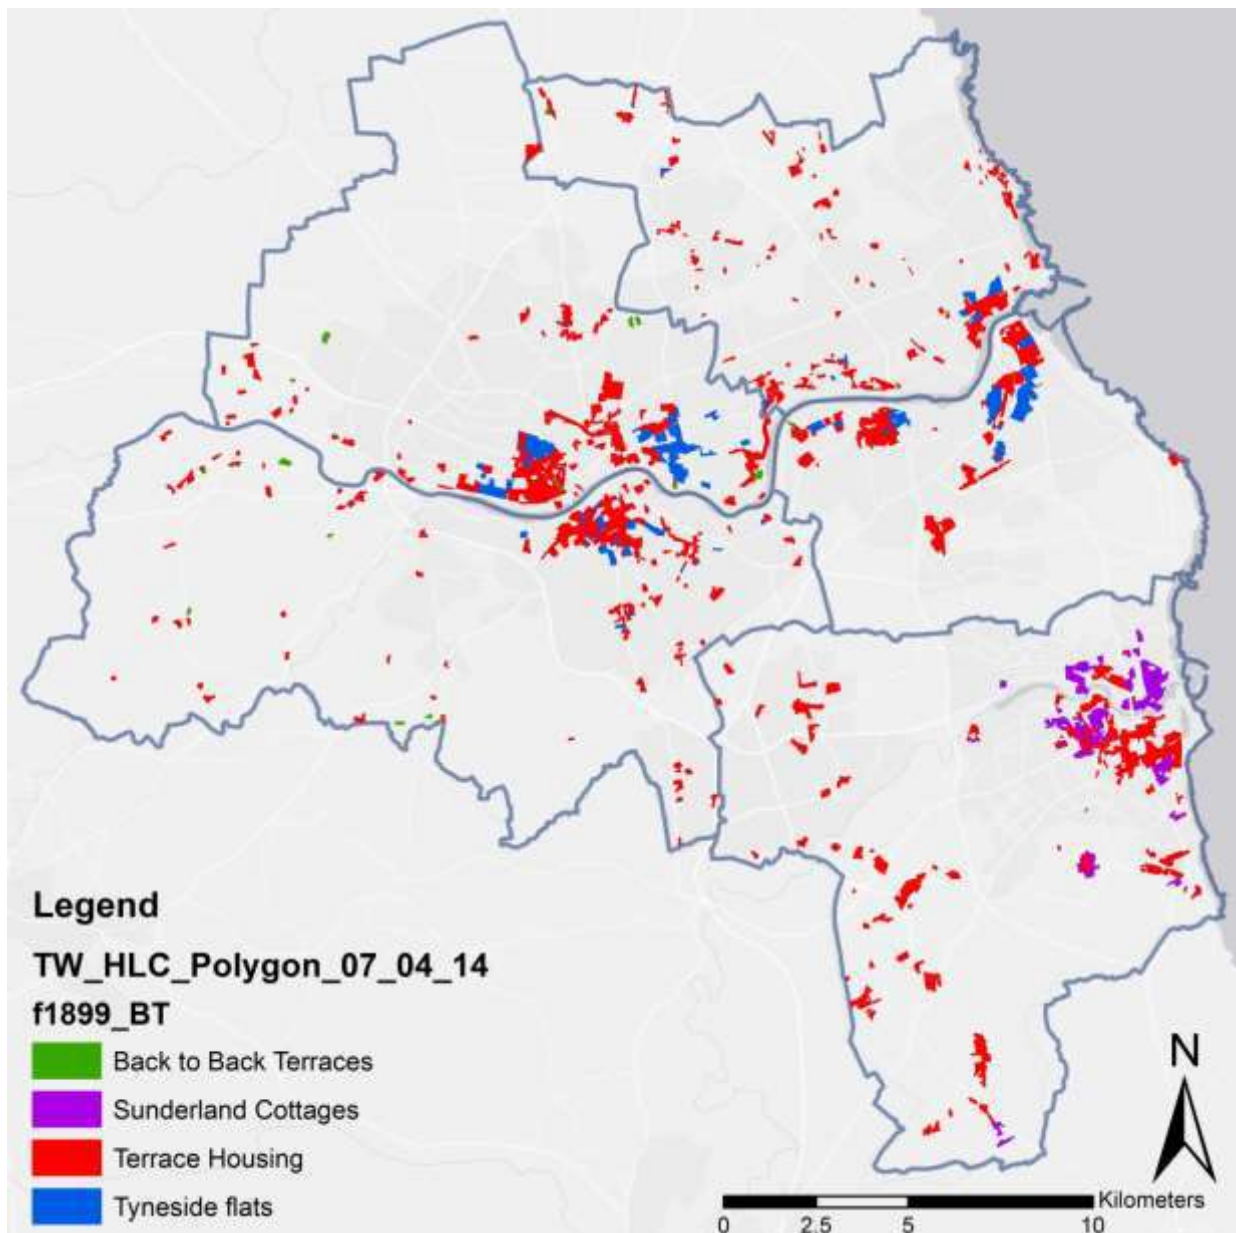 Legend
TW_HLC_Polygon_07_04_14
f1899_BT
Back to Back Terraces
Sunderland Cottages
Terrace Housing
Tyneside flats
N
Kilometers
0 2.5 5 10